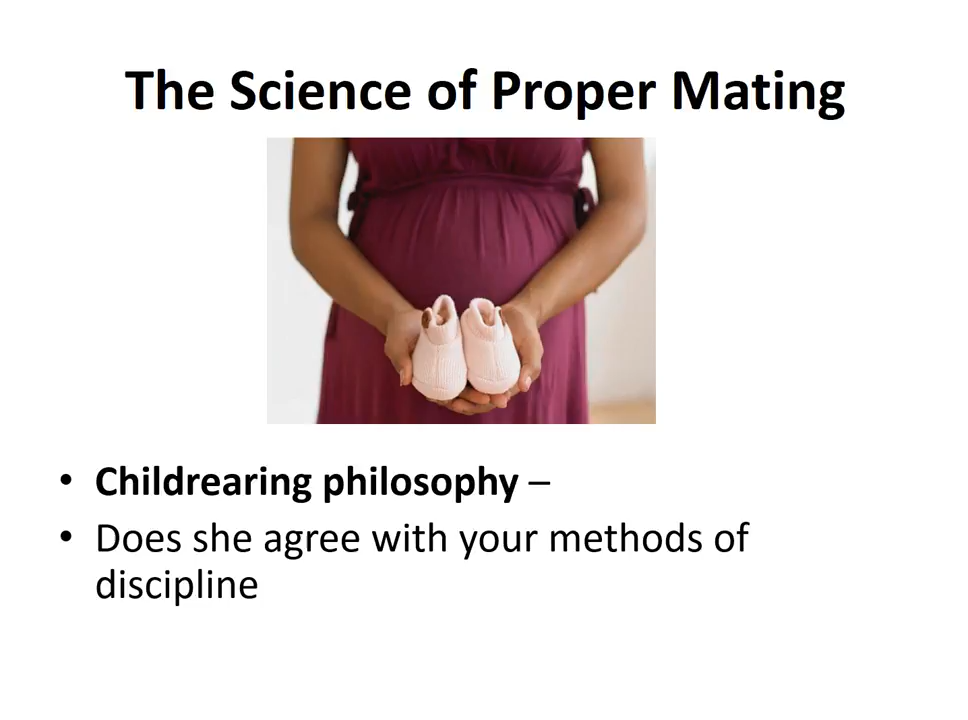 The Science of Proper Mating
• Childrearing philosophy –
• Does she agree with your methods of
discipline